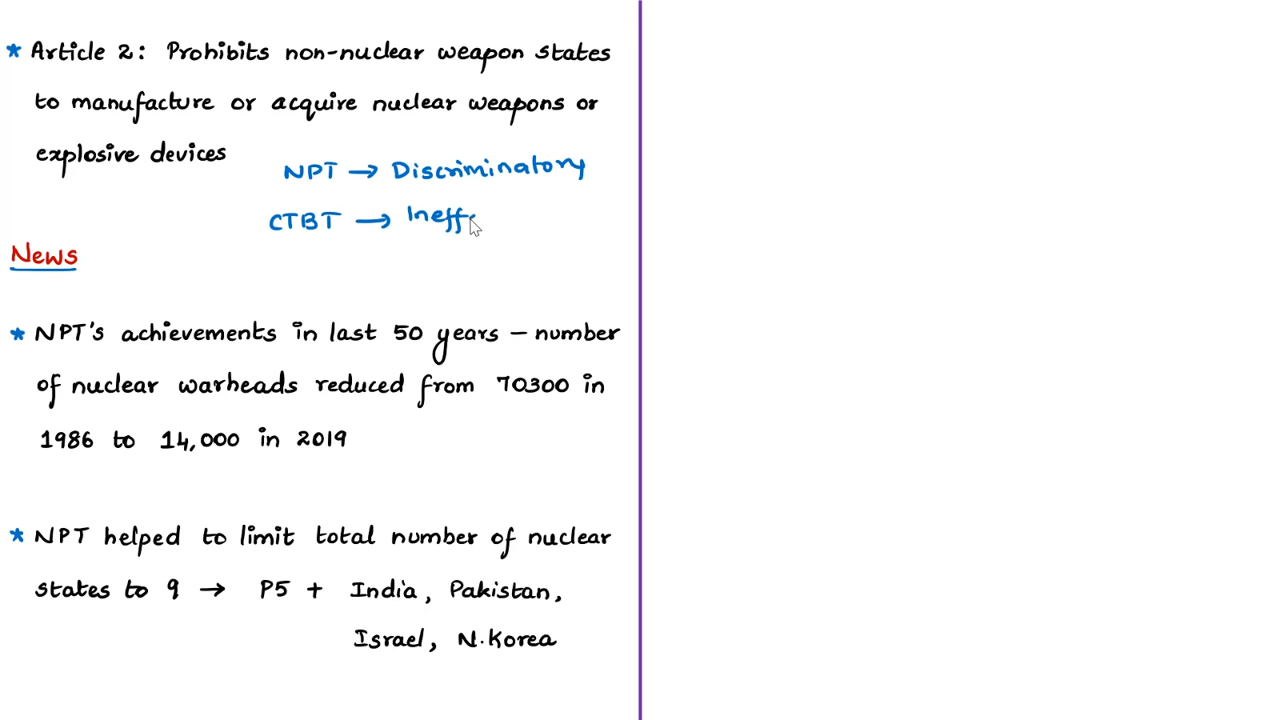 * Article 2: Prohibits non-nuclear weapon states
to manufacture or acquire nuclear weapons or
explosive devices
NPT → Discriminatory
CTBT → Ineff
News
* NPT's achievements in last 50 years - number
of nuclear warheads reduced from 70300 in
1986 to 14,000 in 2019
* NPT helped to limit total number of nuclear
states to 9 → P5 + India, Pakistan,
Israel, N.Korea